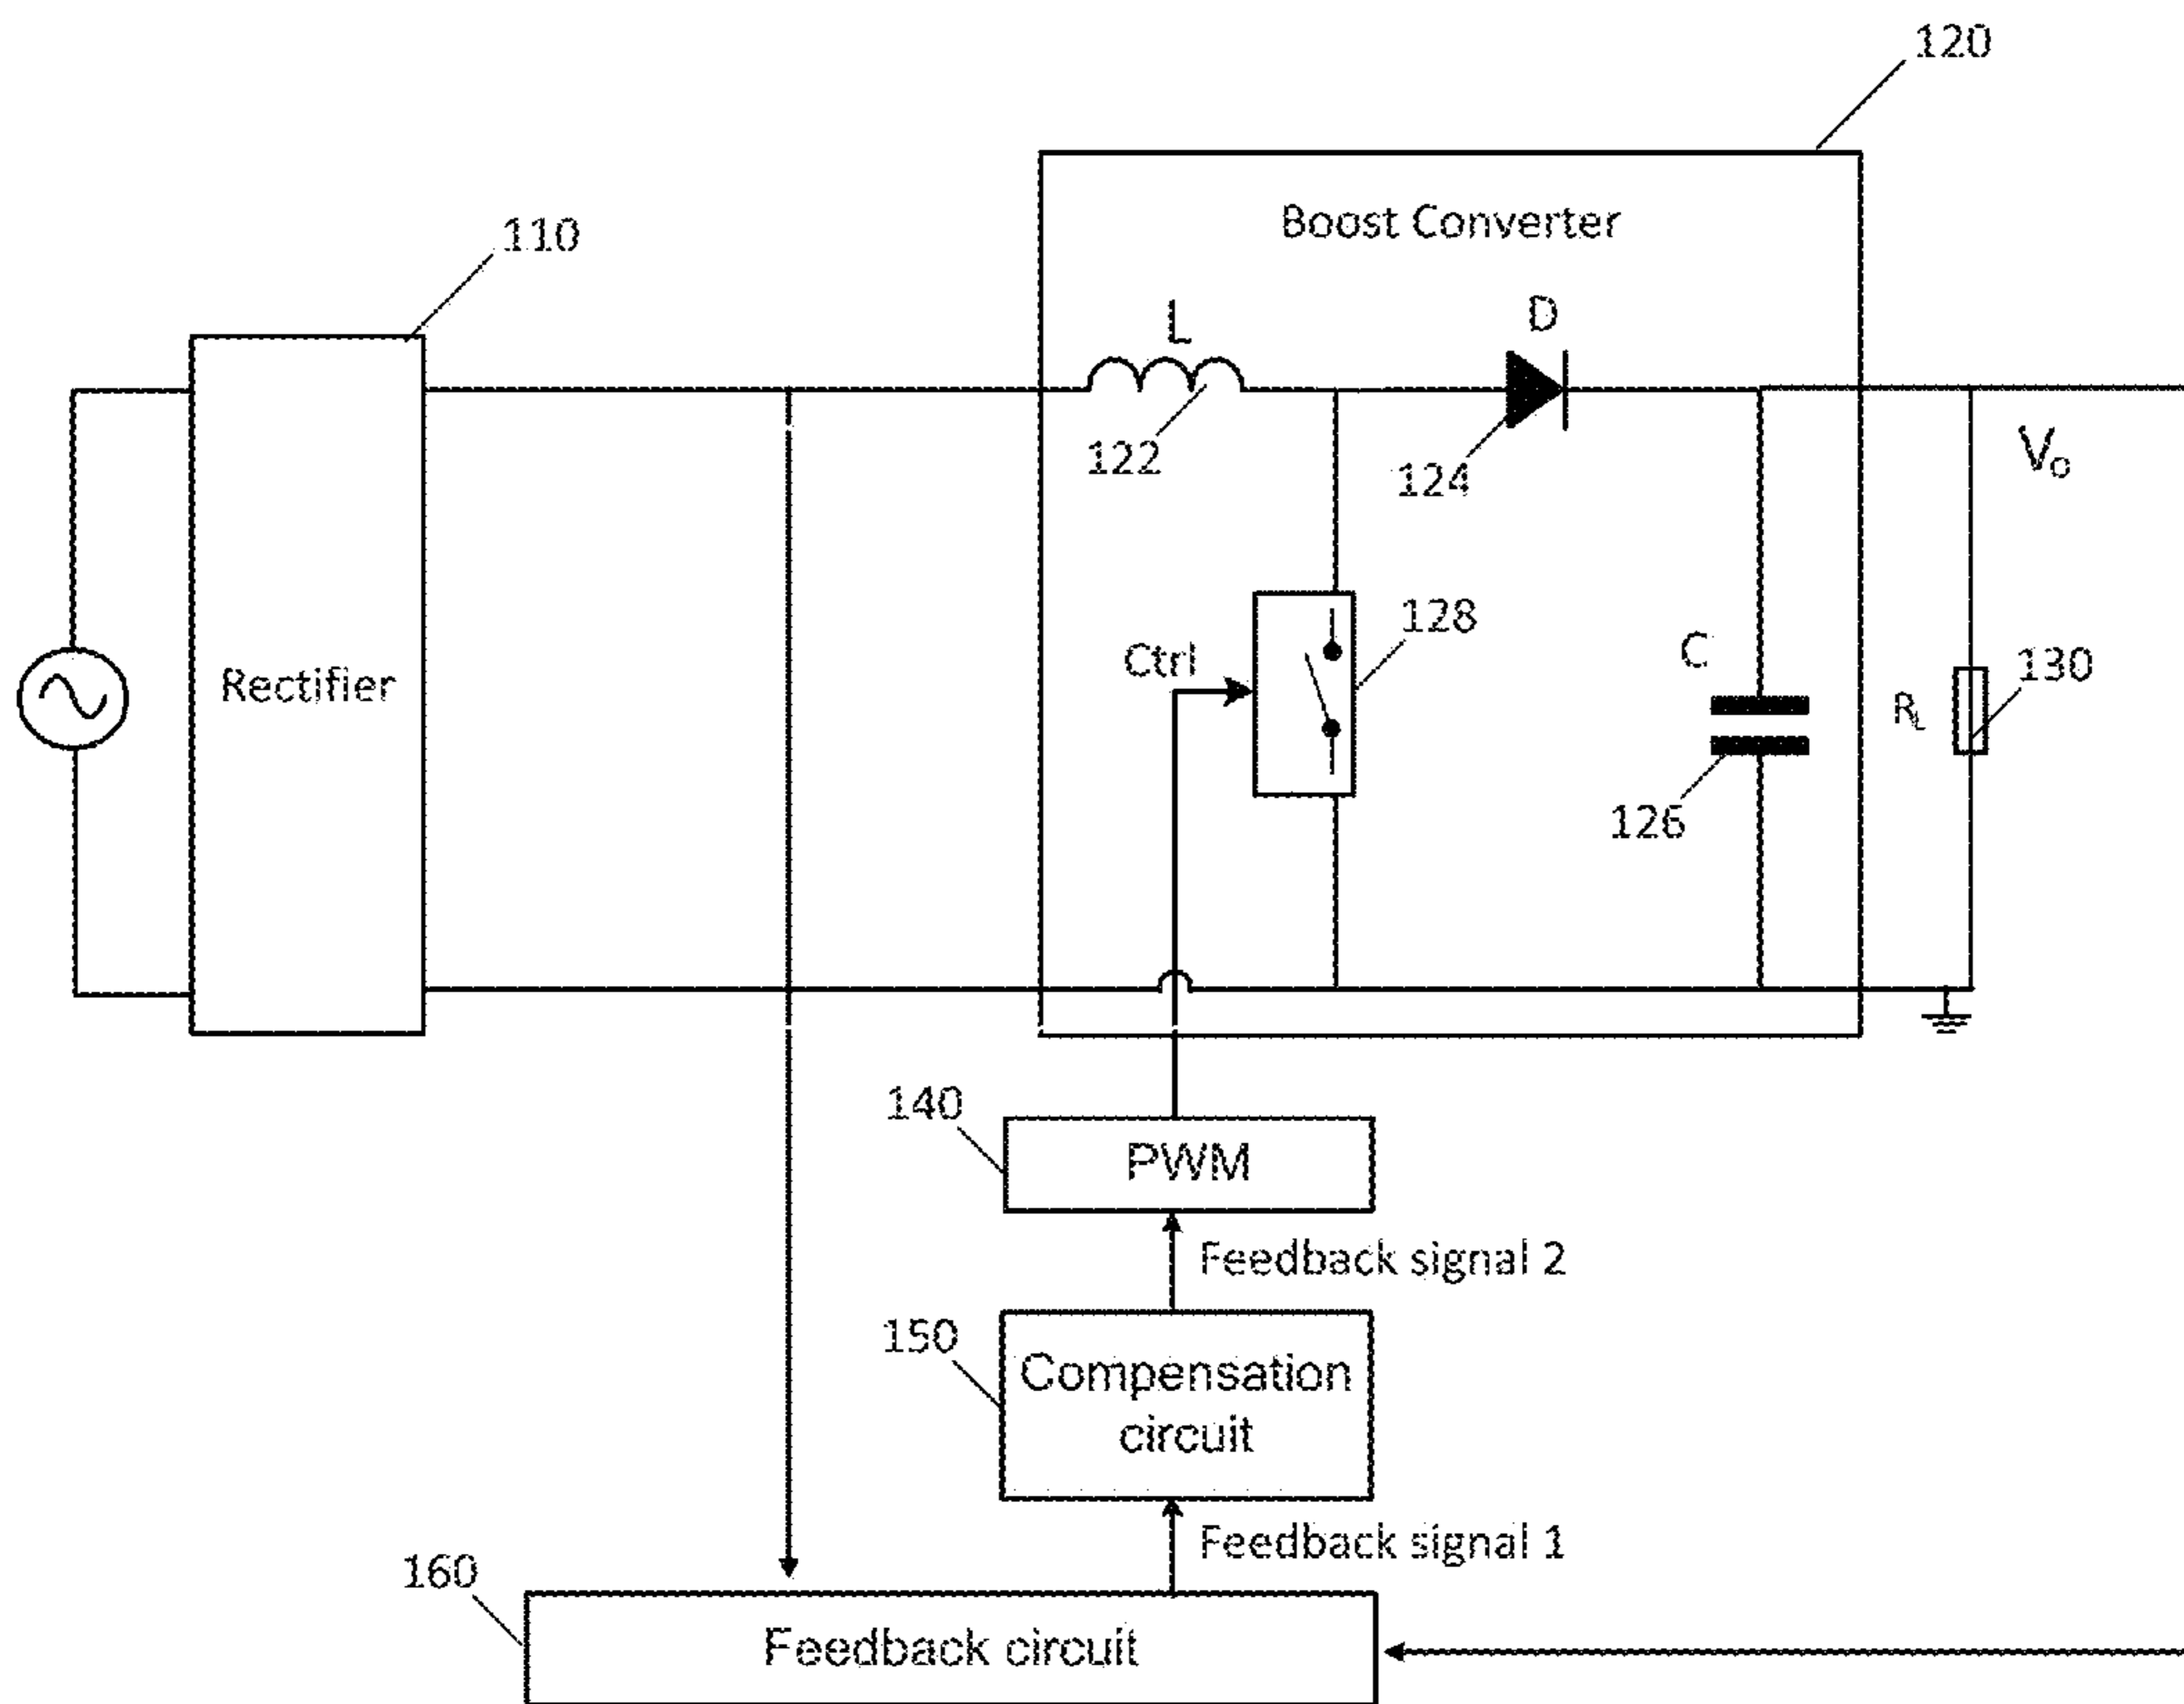 120
Boost Converter
110
L
D
122
124
Vo
128
Ctrl
C
130
RL
Rectifier
126
140
PWM
Feedback signal 2
150
Compensation
circuit
Feedback signal 1
160
Feedback circuit